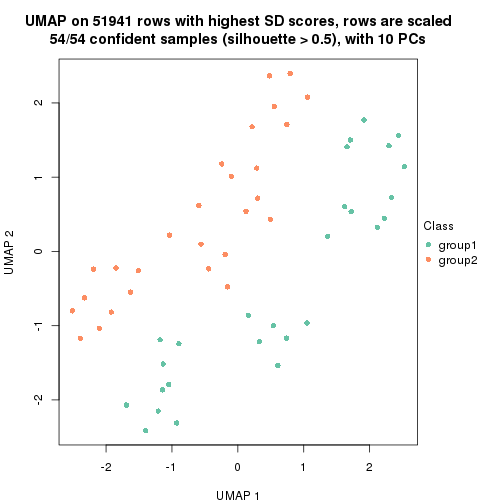 UMAP on 51941 rows with highest SD scores, rows are scaled
54/54 confident samples (silhouette > 0.5), with 10 PCs
UMAP 2
2
1
0
-1
-2
-2
-1
0
1
2
UMAP 1
Class
group1
group2